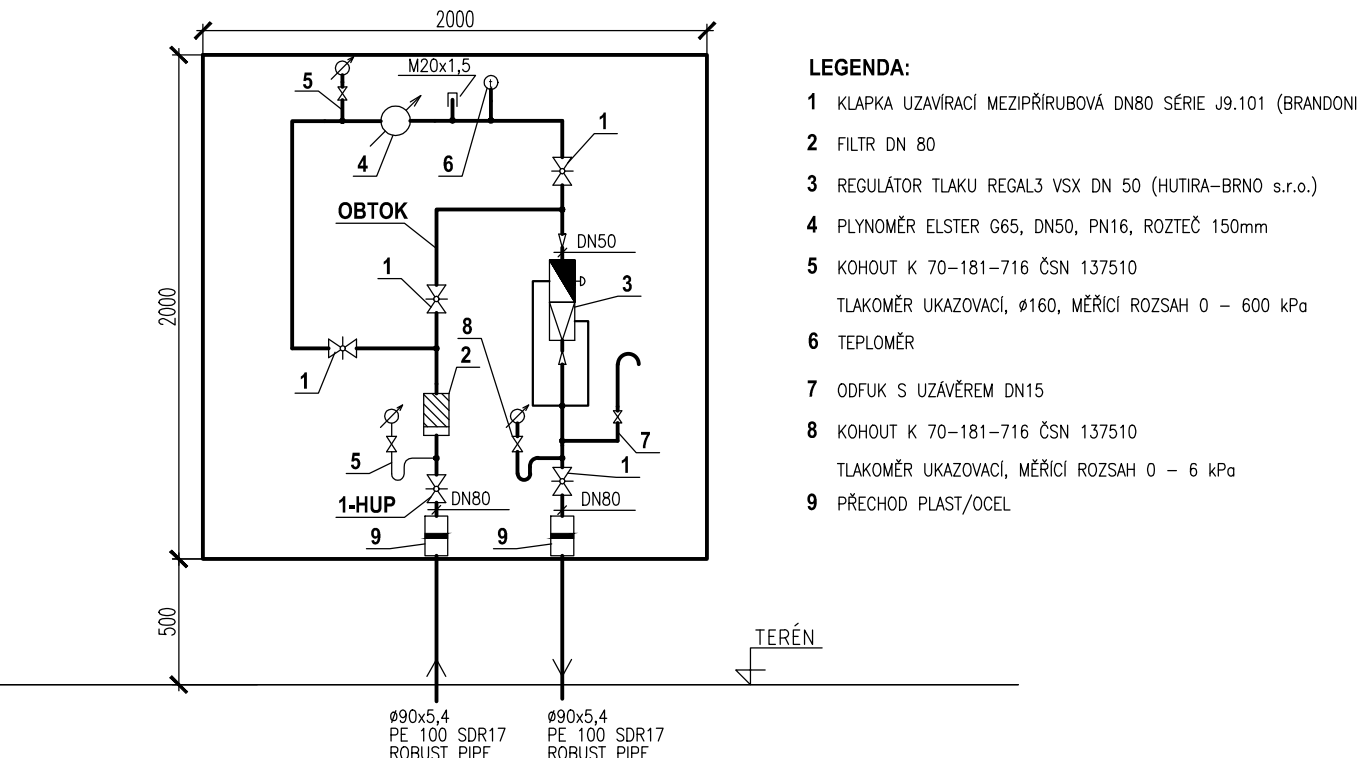 2000
M20x1,5
5
4
6
1
OBTOK
DN50
1
3
2000
8
2
1
5
7
1
1-HUP
DN80
DN80
9
9
500
TERÉN
ø90x5,4
PE 100 SDR17
ROBUST PIPE
ø90x5,4
PE 100 SDR17
ROBUST PIPE
LEGENDA:
1 KLAPKA UZAVÍRACÍ MEZIPŘÍRUBOVÁ DN80 SÉRIE J9.101 (BRANDONI
2 FILTR DN 80
3 REGULÁTOR TLAKU REGAL3 VSX DN 50 (HUTIRA-BRNO s.r.o.)
4 PLYNOMĚR ELSTER G65, DN50, PN16, ROZTEČ 150mm
5 KOHOUT K 70-181-716 ČSN 137510
TLAKOMĚR UKAZOVACÍ, ø160, MĚŘÍCÍ ROZSAH 0 - 600 kPa
6 TEPLOMĚR
7 ODFUK S UZÁVĚREM DN15
8 KOHOUT K 70-181-716 ČSN 137510
TLAKOMĚR UKAZOVACÍ, MĚŘÍCÍ ROZSAH 0 - 6 kPa
9 PŘECHOD PLAST/OCEL